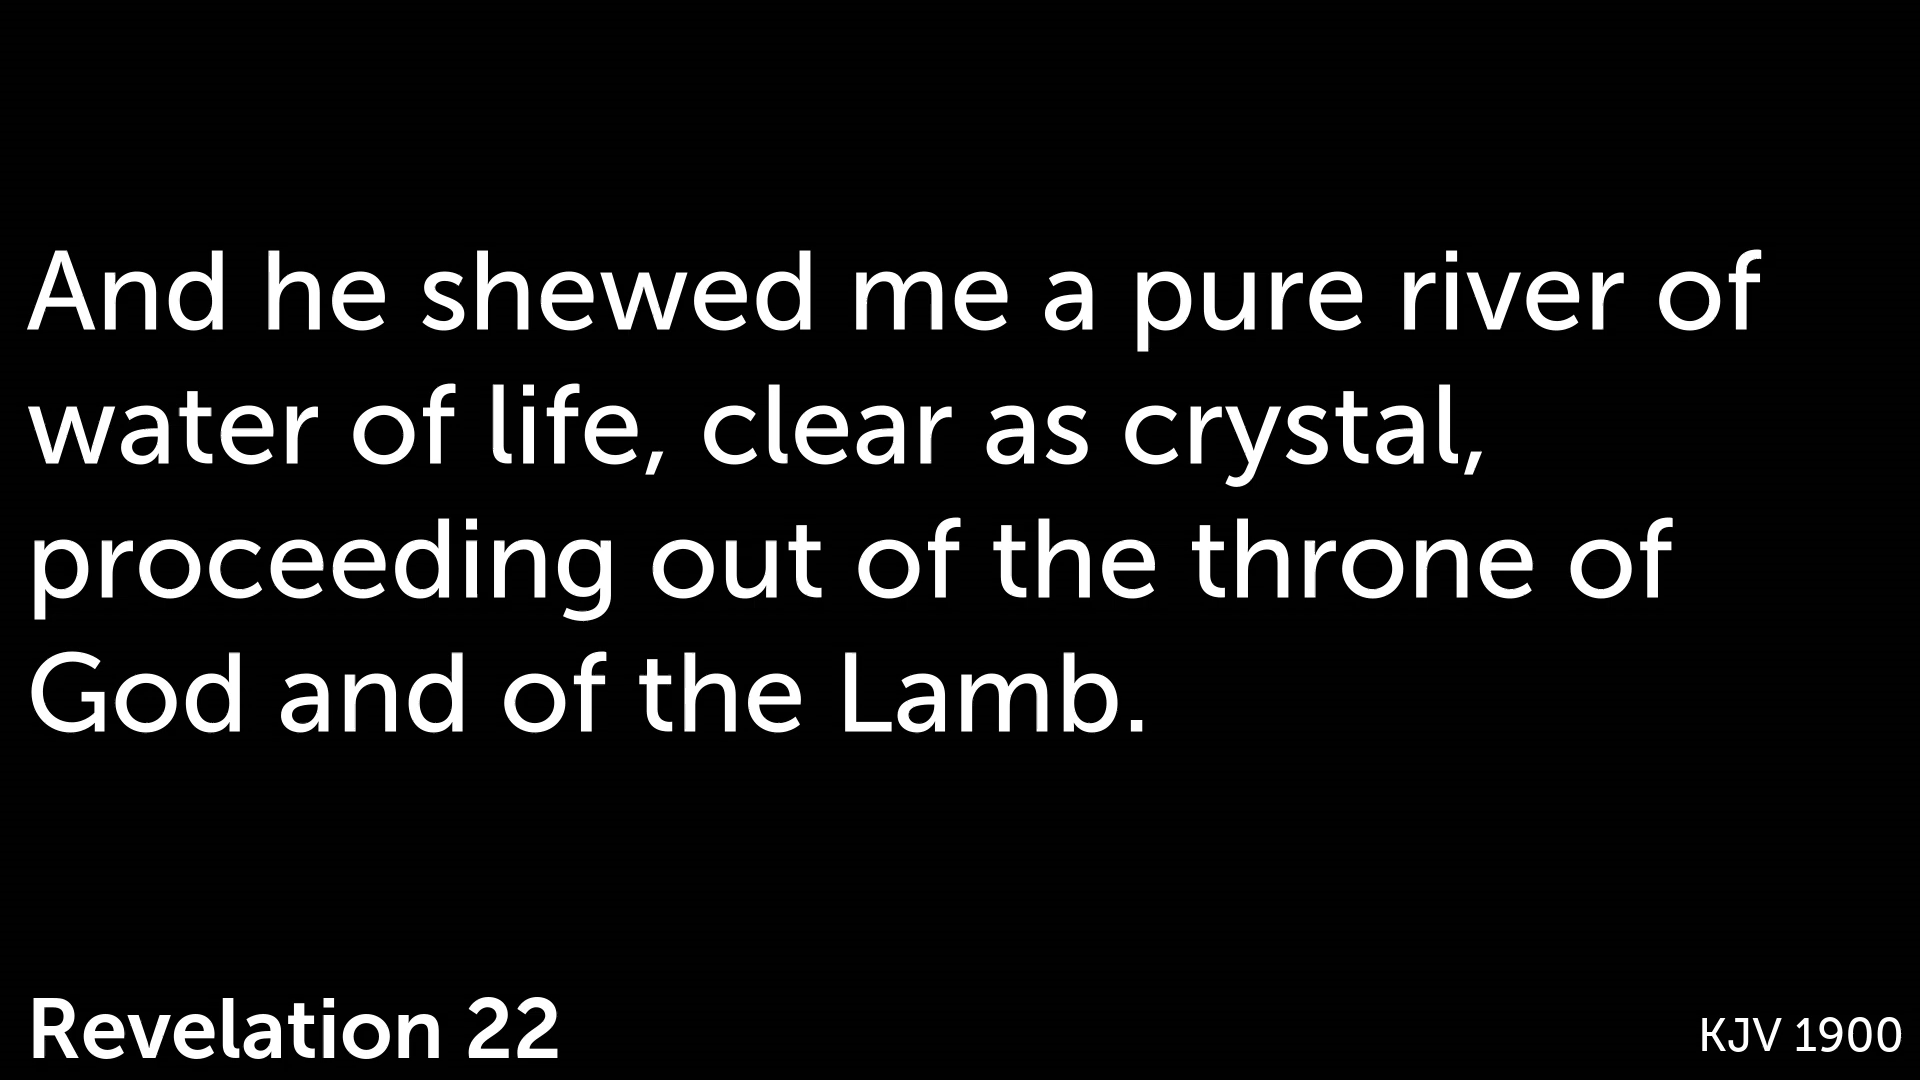 And he shewed me a pure river of
water of life, clear as crystal,
proceeding out of the throne of
God and of the Lamb.
Revelation 22
KJV 1900